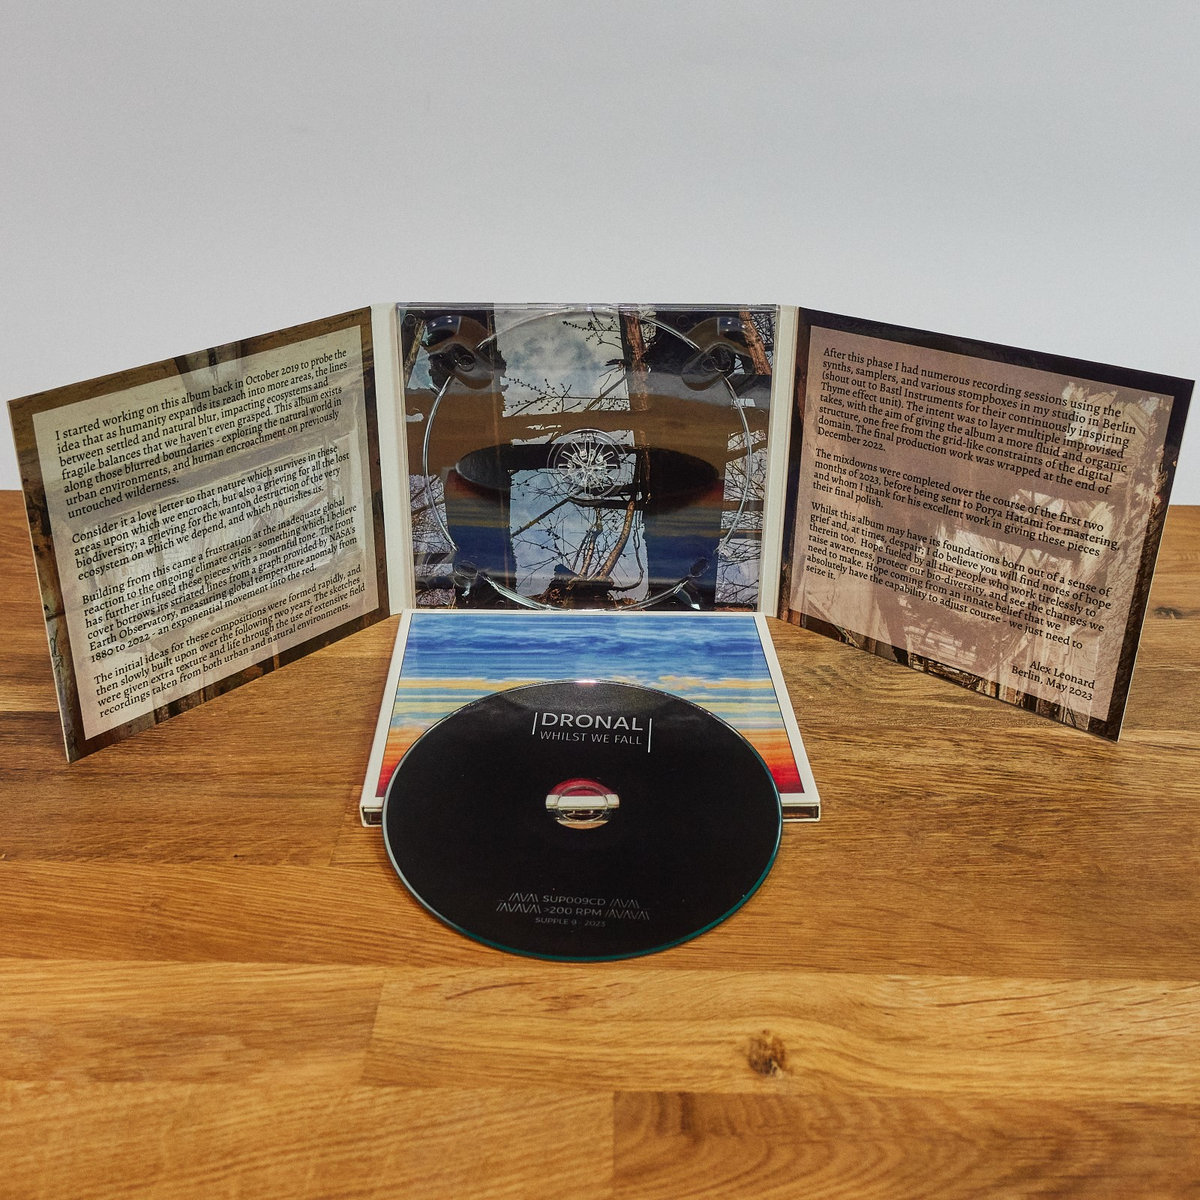 I started working on this album back in October 2019 to probe the
idea that as humanity expands its reach into more areas, the lines
between settled and natural blur, impacting ecosystems and
fragile balances that we haven't even grasped. This album exists
along those blurred boundaries - exploring the natural world in
urban environments, and human encroachment on previously
untouched wilderness.
Consider it a love letter to that nature which survives in these
areas upon which we encroach, but also a grieving for all the lost
biodiversity; a grieving for the wanton destruction of the very
ecosystem on which we depend, and which nourishes us.
Building from this came a frustration at the inadequate global
reaction to the ongoing climate crisis - something which I believe
has further infused these pieces with a mournful tone. The front
cover borrows its striated lines from a graph provided by NASA's
Earth Observatory, measuring global temperature anomaly from
1880 to 2022 - an exponential movement into the red.
The initial ideas for these compositions were formed rapidly, and
then slowly built upon over the following two years. The sketches
were given extra texture and life through the use of extensive field
recordings taken from both urban and natural environments.
After this phase I had numerous recording sessions using the
synths, samplers, and various stompboxes in my studio in Berlin
(shout out to Bastl Instruments for their continuously inspiring
Thyme effect unit). The intent was to layer multiple improvised
takes, with the aim of giving the album a more fluid and organic
structure, one free from the grid-like constraints of the digital
domain. The final production work was wrapped at the end of
December 2022.
The mixdowns were completed over the course of the first two
months of 2023, before being sent to Porya Hatami for mastering,
and whom I thank for his excellent work in giving these pieces
their final polish.
Whilst this album may have its foundations born out of a sense of
grief and, at times, despair, I do believe you will find notes of hope
therein too. Hope fueled by all the people who work tirelessly to
raise awareness, protect our bio-diversity, and see the changes we
need to make. Hope coming from an innate belief that we
absolutely have the capability to adjust course - we just need to
seize it.
Alex Leonard
Berlin, May 2023
|DRONAL|
WHILST WE FALL
SUP009CD
>200 RPM
SUPPLE 9 - 2023